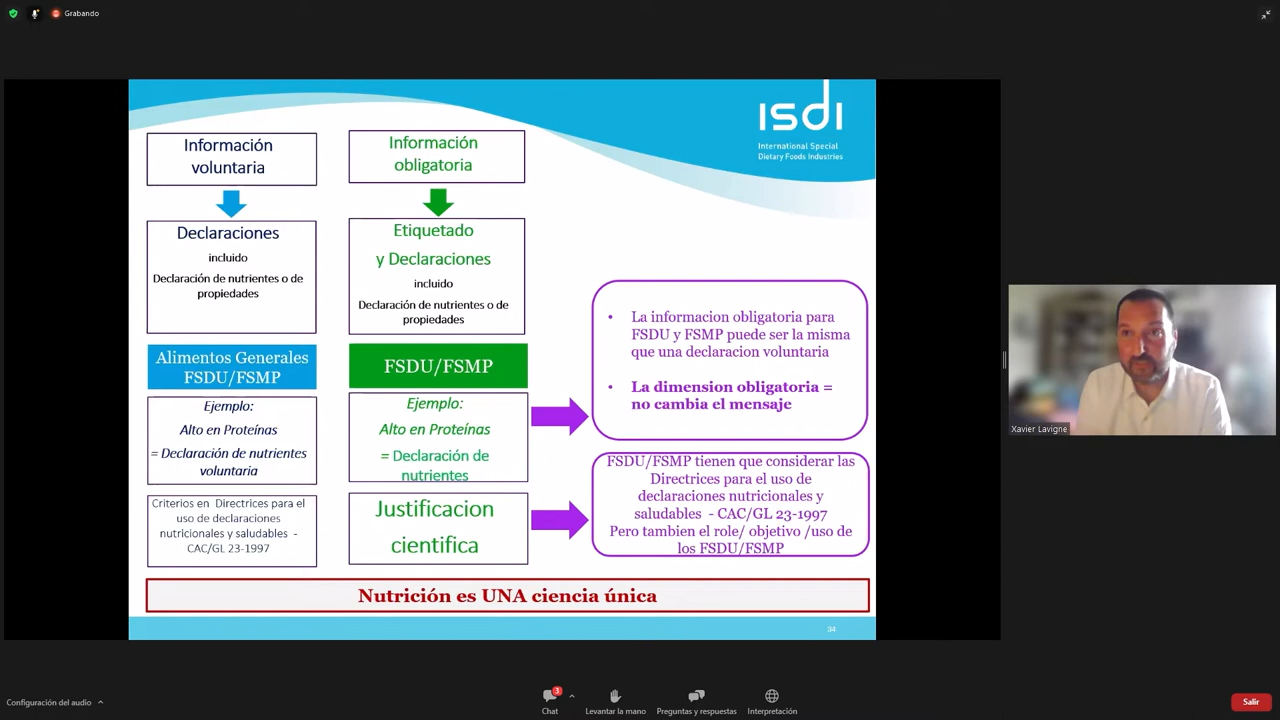 Grabando
isdi
International Special
Dietary Foods Industries
Información
voluntaria
Declaraciones
incluido
Declaración de nutrientes o de
propiedades
Alimentos Generales
FSDU/FSMP
Ejemplo:
Alto en Proteínas
= Declaración de nutrientes
voluntaria
Criterios en Directrices para el
uso de declaraciones
nutricionales y saludables -
CAC/GL 23-1997
Información
obligatoria
Etiquetado
y Declaraciones
incluido
Declaración de nutrientes o de
propiedades
FSDU/FSMP
Ejemplo:
Alto en Proteínas
= Declaración de
nutrientes
Justificacion
cientifica
• La informacion obligatoria para
FSDU y FSMP puede ser la misma
que una declaracion voluntaria
• La dimension obligatoria =
no cambia el mensaje
FSDU/FSMP tienen que considerar las
Directrices para el uso de
declaraciones nutricionales y
saludables - CAC/GL 23-1997
Pero tambien el role/ objetivo /uso de
los FSDU/FSMP
Nutrición es UNA ciencia única
34
Xavier Lavigne
Configuración del audio
3
Chat
Levantar la mano
Preguntas y respuestas
Interpretación
Salir